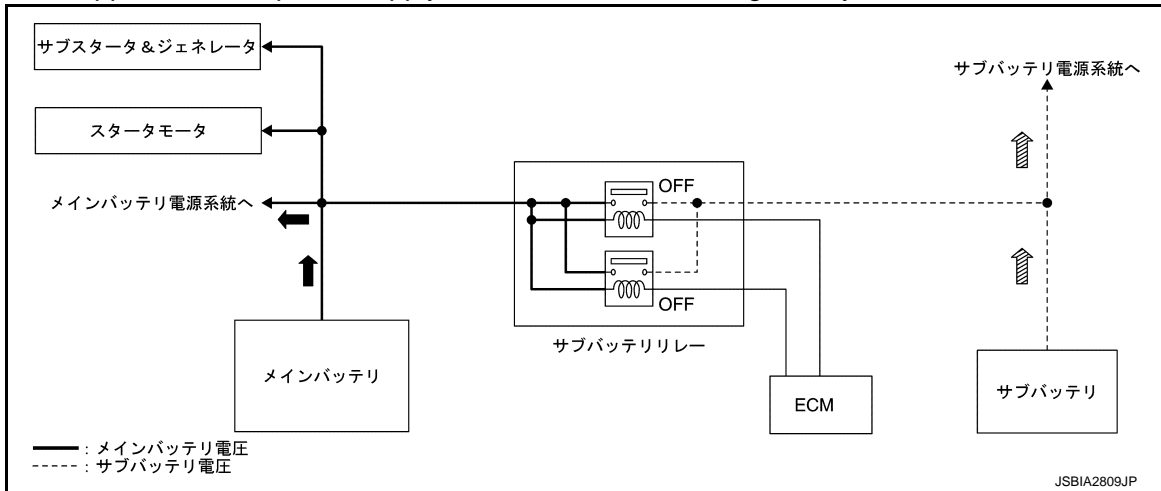 サブスタータ＆ジェネレータ
サブバッテリ電源系統へ
スタータモータ
OFF
メインバッテリ電源系統へ
OFF
サブバッテリリレー
メインバッテリ
ECM
サブバッテリ
: メインバッテリ電圧
: サブバッテリ電圧
JSBIA2809JP